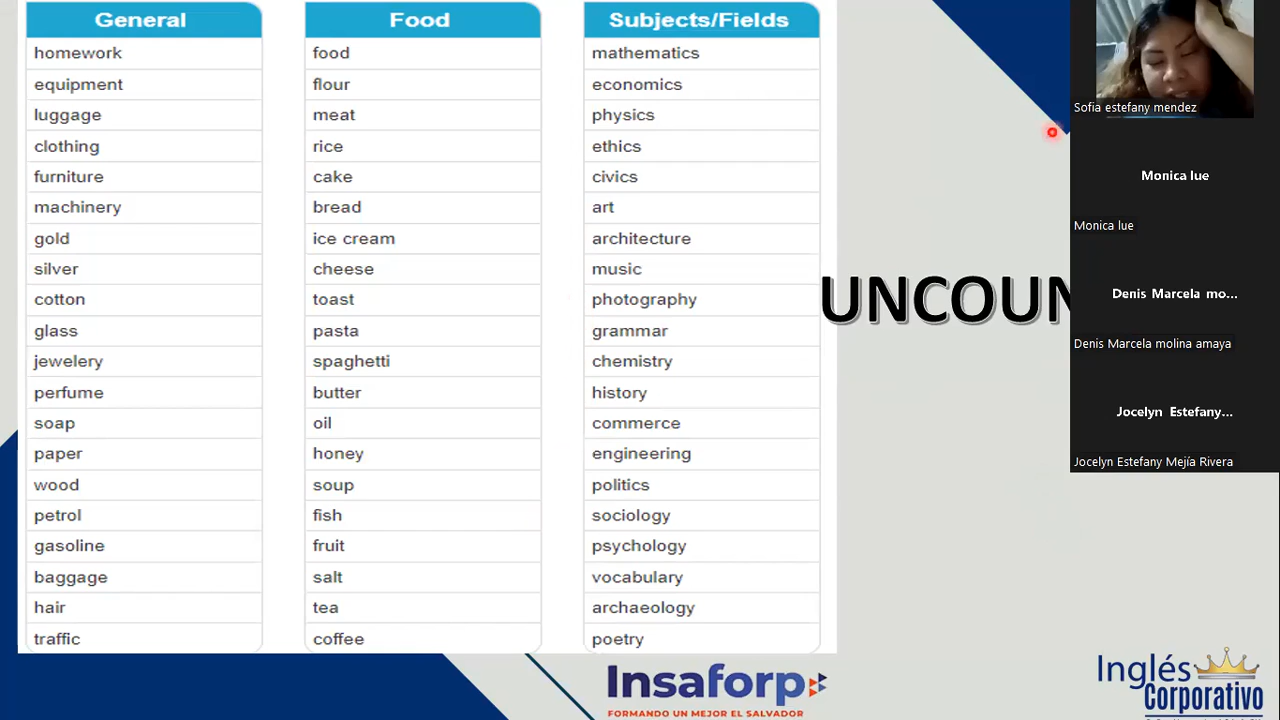 General
homework
equipment
luggage
clothing
furniture
machinery
gold
silver
cotton
glass
jewelery
perfume
soap
paper
wood
petrol
gasoline
baggage
hair
traffic
Food
food
flour
meat
rice
cake
bread
ice cream
cheese
toast
pasta
spaghetti
butter
oil
honey
soup
fish
fruit
salt
tea
coffee
Subjects/Fields
mathematics
economics
physics
ethics
civics
art
architecture
music
photography
grammar
chemistry
history
commerce
engineering
politics
sociology
psychology
vocabulary
archaeology
poetry
UNCOUN
Sofia estefany mendez
Monica lue
Monica lue
Denis Marcela mo...
Denis Marcela molina amaya
Jocelyn Estefany...
Jocelyn Estefany Mejía Rivera
Insaforp
FORMANDO UN MEJOR EL SALVADOR
Inglés
Corporativo